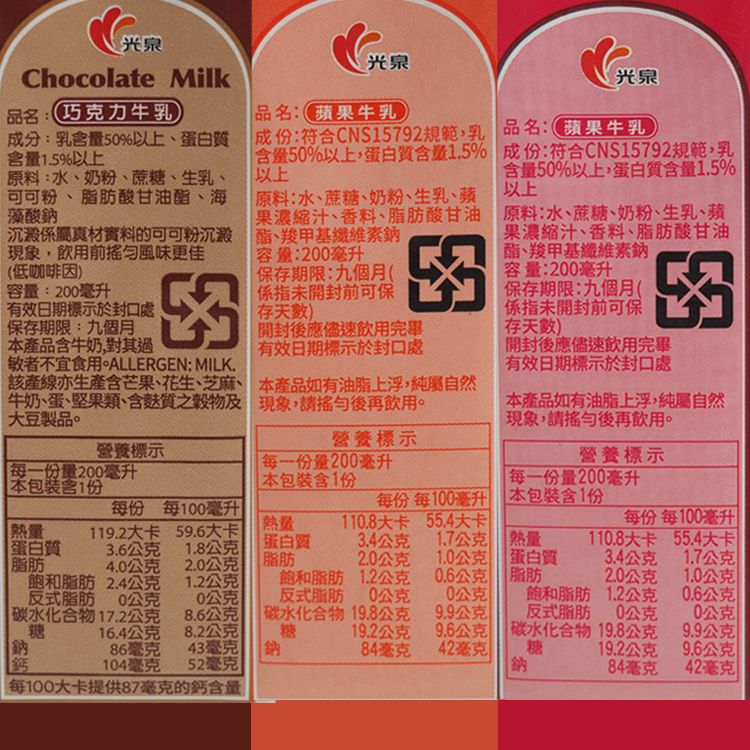 光泉
Chocolate Milk
品名：巧克力牛乳
成分：乳含量50%以上、蛋白質
含量1.5%以上
原料：水、奶粉、蔗糖、生乳、
可可粉、脂肪酸甘油酯、海
藻酸鈉
沉澱係屬真材實料的可可粉沉澱
現象，飲用前搖勻風味更佳
(低咖啡因)
容量：200毫升
有效日期標示於封口處
保存期限：九個月
本產品含牛奶,對其過
敏者不宜食用。ALLERGEN: MILK.
該產線亦生產含芒果、花生、芝麻、
牛奶、蛋、堅果類、含麩質之穀物及
大豆製品。
營養標示
每一份量200毫升
本包裝含1份
每份 每100毫升
熱量 119.2大卡 59.6大卡
蛋白質 3.6公克 1.8公克
脂肪 4.0公克 2.0公克
飽和脂肪 2.4公克 1.2公克
反式脂肪 0公克 0公克
碳水化合物 17.2公克 8.6公克
糖 16.4公克 8.2公克
鈉 86毫克 43毫克
鈣 104毫克 52毫克
每100大卡提供87毫克的鈣含量
光泉
品名：蘋果牛乳
成份：符合CNS15792規範，乳
含量50%以上，蛋白質含量1.5%
以上
原料：水、蔗糖、奶粉、生乳、蘋
果濃縮汁、香料、脂肪酸甘油
酯、羧甲基纖維素鈉
容量：200毫升
保存期限：九個月(
係指未開封前可保
存天數)
開封後應儘速飲用完畢
有效日期標示於封口處
本產品如有油脂上浮，純屬自然
現象，請搖勻後再飲用。
營養標示
每一份量200毫升
本包裝含1份
每份 每100毫升
熱量 110.8大卡 55.4大卡
蛋白質 3.4公克 1.7公克
脂肪 2.0公克 1.0公克
飽和脂肪 1.2公克 0.6公克
反式脂肪 0公克 0公克
碳水化合物 19.8公克 9.9公克
糖 19.2公克 9.6公克
鈉 84毫克 42毫克
光泉
品名：蘋果牛乳
成份：符合CNS15792規範，乳
含量50%以上，蛋白質含量1.5%
以上
原料：水、蔗糖、奶粉、生乳、蘋
果濃縮汁、香料、脂肪酸甘油
酯、羧甲基纖維素鈉
容量：200毫升
保存期限：九個月(
係指未開封前可保
存天數)
開封後應儘速飲用完畢
有效日期標示於封口處
本產品如有油脂上浮，純屬自然
現象，請搖勻後再飲用。
營養標示
每一份量200毫升
本包裝含1份
每份 每100毫升
熱量 110.8大卡 55.4大卡
蛋白質 3.4公克 1.7公克
脂肪 2.0公克 1.0公克
飽和脂肪 1.2公克 0.6公克
反式脂肪 0公克 0公克
碳水化合物 19.8公克 9.9公克
糖 19.2公克 9.6公克
鈉 84毫克 42毫克